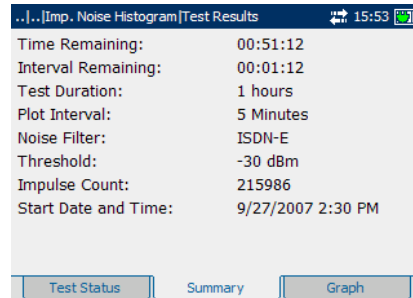 ..|..|Imp. Noise Histogram|Test Results 15:53
Time Remaining: 00:51:12
Interval Remaining: 00:01:12
Test Duration: 1 hours
Plot Interval: 5 Minutes
Noise Filter: ISDN-E
Threshold: -30 dBm
Impulse Count: 215986
Start Date and Time: 9/27/2007 2:30 PM
Test Status Summary Graph